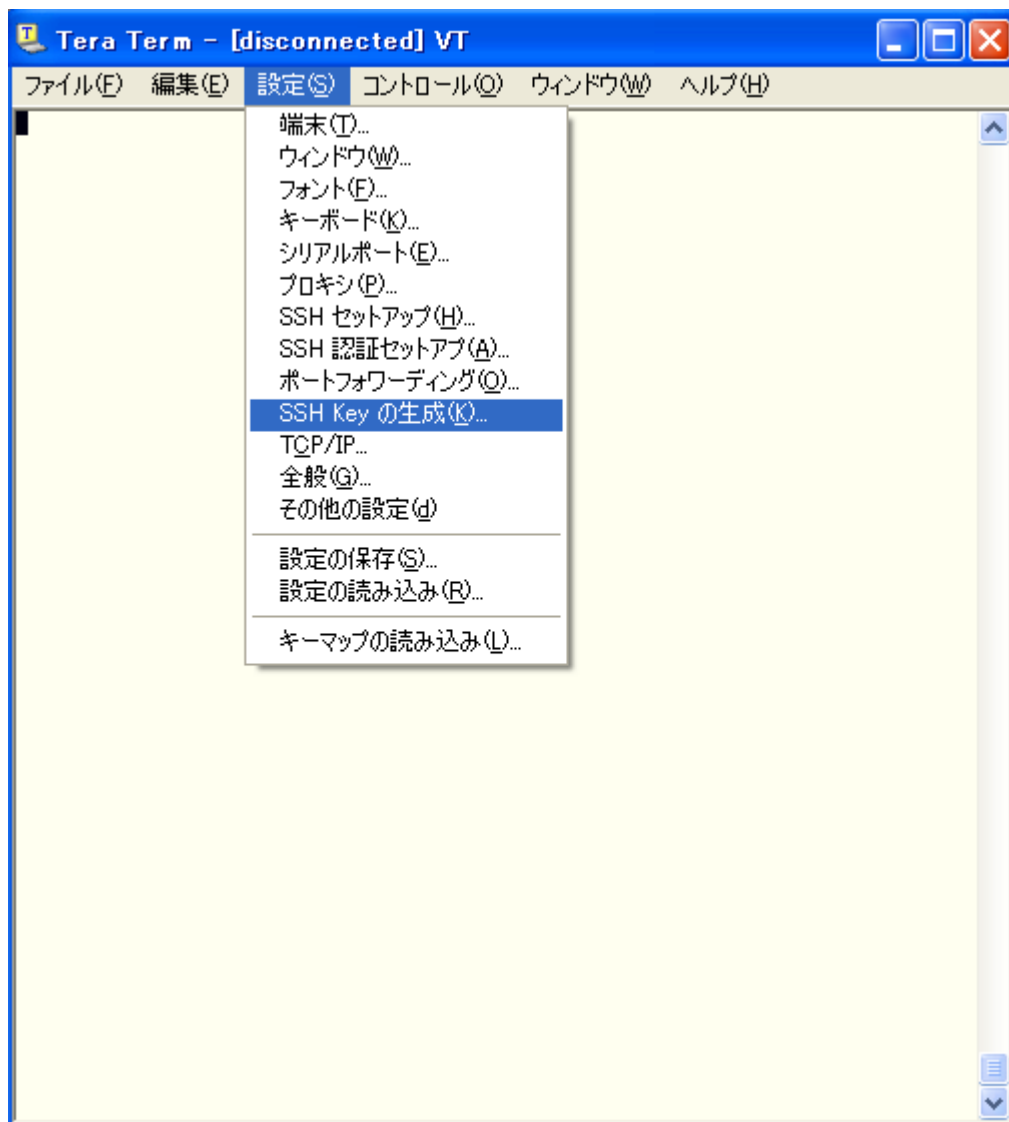 Tera Term - [disconnected] VT
ファイル(F) 編集(E) 設定(S) コントロール(O) ウィンドウ(W) ヘルプ(H)
端末(T)...
ウィンドウ(W)...
フォント(F)...
キーボード(K)...
シリアルポート(E)...
プロキシ(P)...
SSH セットアップ(H)...
SSH 認証セットアプ(A)...
ポートフォワーディング(O)...
SSH Key の生成(K)...
TCP/IP...
全般(G)...
その他の設定(d)
設定の保存(S)...
設定の読み込み(R)...
キーマップの読み込み(L)...